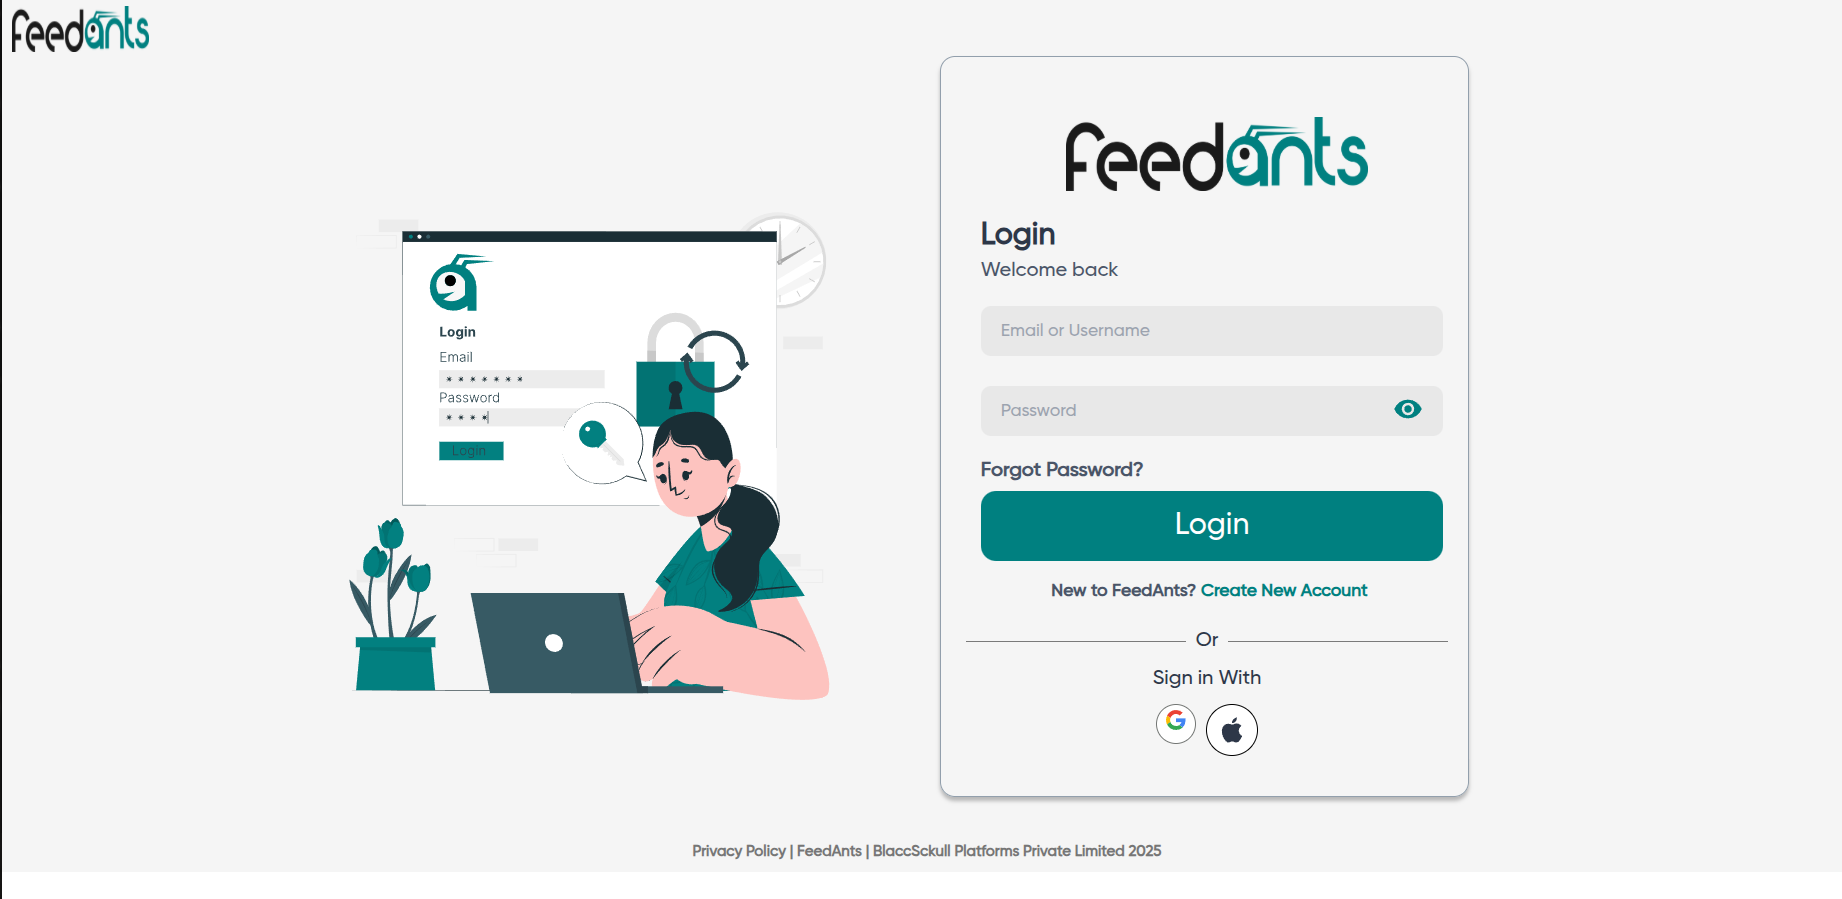 feedants
feedants
Login
Welcome back
Email or Username
Password
Forgot Password?
Login
New to FeedAnts? Create New Account
Or
Sign in With
Login
Email
*******
Password
****
Login
Privacy Policy | FeedAnts | BlaccSckull Platforms Private Limited 2025